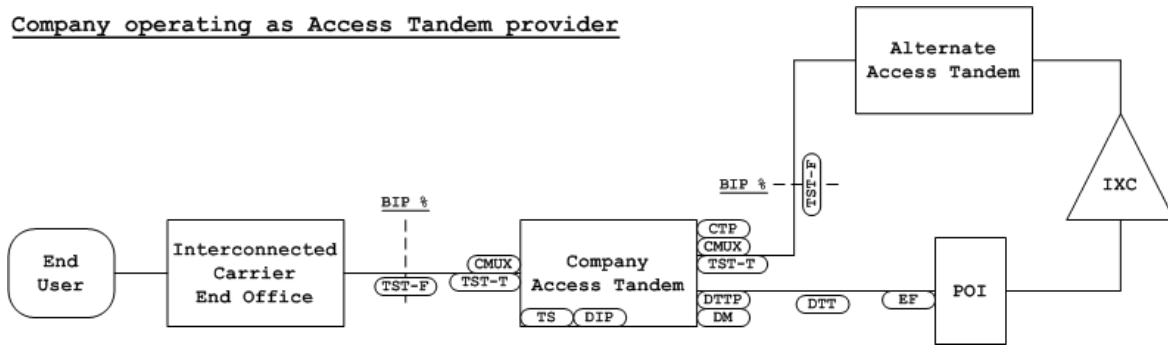 Company operating as Access Tandem provider
Alternate
Access Tandem
TST-F
BIP %
IXC
BIP %
End
User
Interconnected
Carrier
End Office
TST-F
CMUX
TST-T
Company
Access Tandem
TS
DIP
CTP
CMUX
TST-T
DTTP
DM
DTT
EF
POI